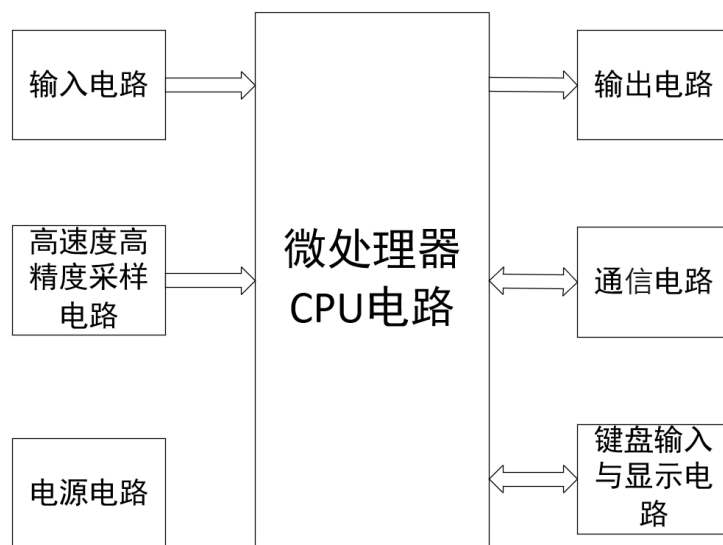 输入电路
高速度高
精度采样
电路
电源电路
微处理器
CPU电路
输出电路
通信电路
键盘输入
与显示电
路